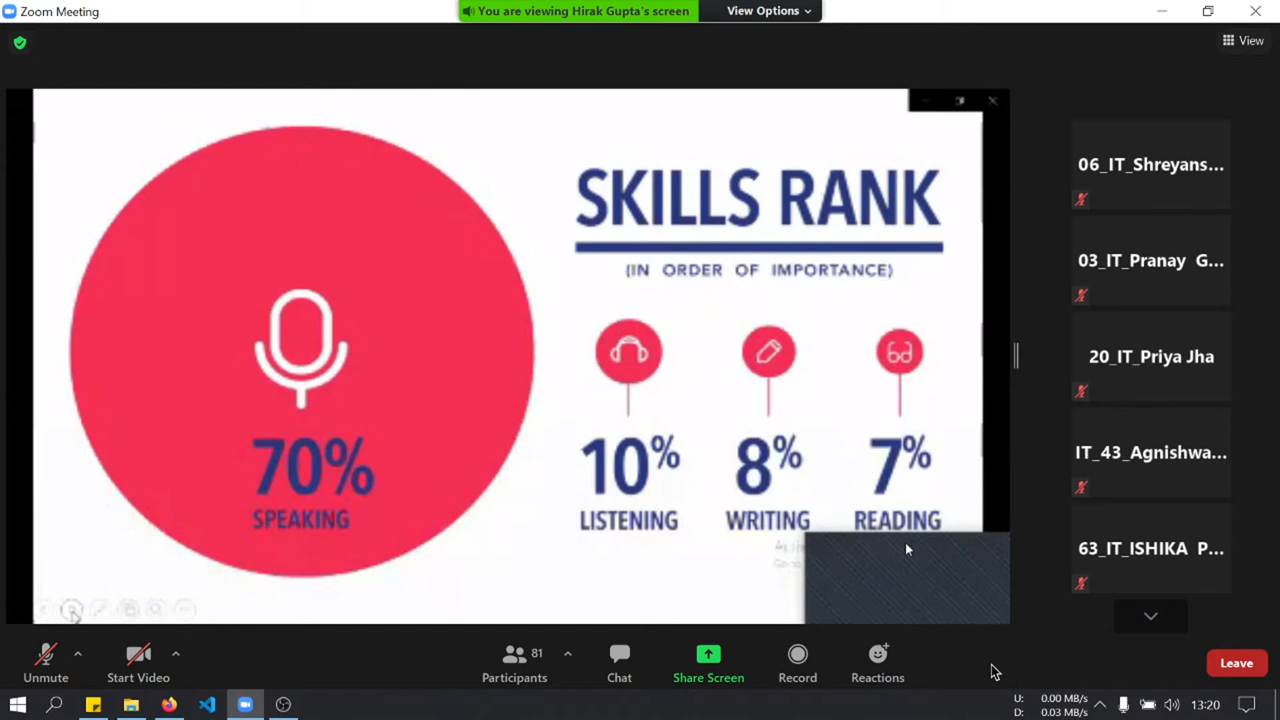 Zoom Meeting
You are viewing Hirak Gupta's screen
View Options
View
SKILLS RANK
(IN ORDER OF IMPORTANCE)
70%
SPEAKING
10%
LISTENING
8%
WRITING
7%
READING
06_IT_Shreyans...
03_IT_Pranay G...
20_IT_Priya Jha
IT_43_Agnishwa...
63_IT_ISHIKA P...
Unmute
Start Video
81
Participants
Chat
Share Screen
Record
Reactions
Leave
U: 0.00 MB/s
D: 0.03 MB/s
13:20